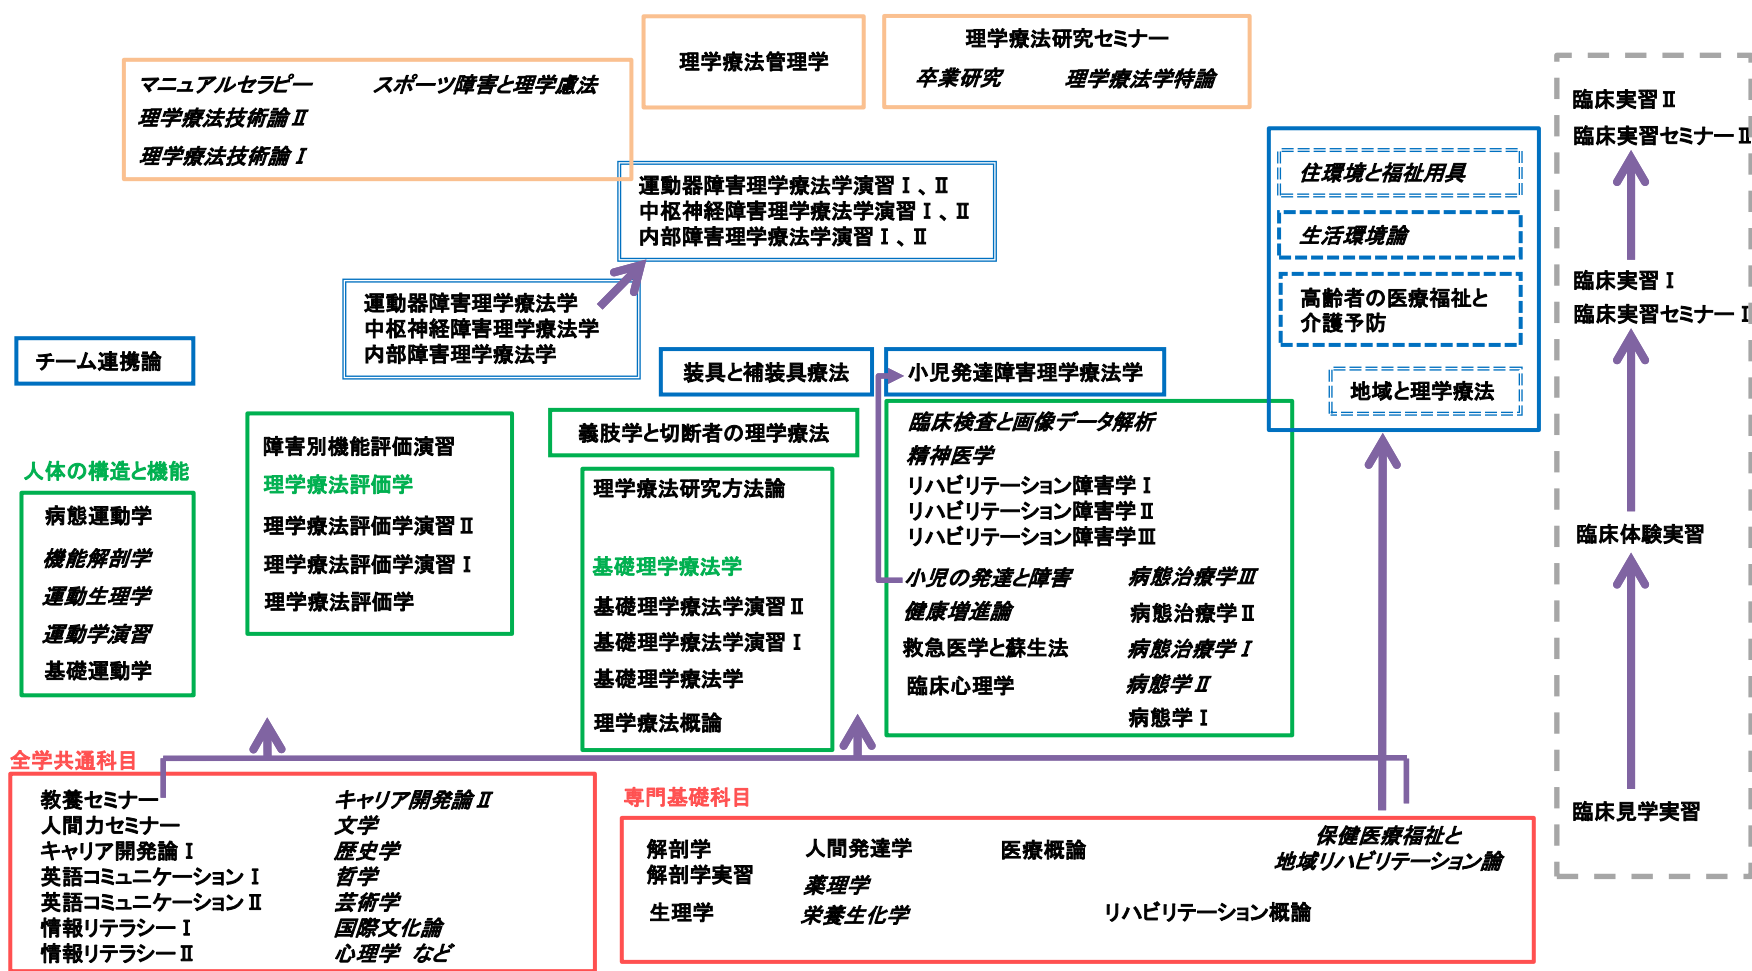 理学療法管理学
理学療法研究セミナー
卒業研究 理学療法学特論
マニュアルセラピー スポーツ障害と理学慮法
理学療法技術論Ⅱ
理学療法技術論Ⅰ
運動器障害理学療法学演習Ⅰ、Ⅱ
中枢神経障害理学療法学演習Ⅰ、Ⅱ
内部障害理学療法学演習Ⅰ、Ⅱ
運動器障害理学療法学
中枢神経障害理学療法学
内部障害理学療法学
チーム連携論
装具と補装具療法
小児発達障害理学療法学
住環境と福祉用具
生活環境論
高齢者の医療福祉と
介護予防
地域と理学療法
臨床実習Ⅱ
臨床実習セミナーⅡ
臨床実習Ⅰ
臨床実習セミナーⅠ
臨床体験実習
臨床見学実習
人体の構造と機能
病態運動学
機能解剖学
運動生理学
運動学演習
基礎運動学
障害別機能評価演習
理学療法評価学
理学療法評価学演習Ⅱ
理学療法評価学演習Ⅰ
理学療法評価学
義肢学と切断者の理学療法
理学療法研究方法論
基礎理学療法学
基礎理学療法学演習Ⅱ
基礎理学療法学演習Ⅰ
基礎理学療法学
理学療法概論
臨床検査と画像データ解析
精神医学
リハビリテーション障害学Ⅰ
リハビリテーション障害学Ⅱ
リハビリテーション障害学Ⅲ
小児の発達と障害 病態治療学Ⅲ
健康増進論 病態治療学Ⅱ
救急医学と蘇生法 病態治療学Ⅰ
臨床心理学 病態学Ⅱ
病態学Ⅰ
全学共通科目
教養セミナー キャリア開発論Ⅱ
人間力セミナー 文学
キャリア開発論Ⅰ 歴史学
英語コミュニケーションⅠ 哲学
英語コミュニケーションⅡ 芸術学
情報リテラシーⅠ 国際文化論
情報リテラシーⅡ 心理学 など
専門基礎科目
解剖学 人間発達学 医療概論
解剖学実習 薬理学
生理学 栄養生化学
保健医療福祉と
地域リハビリテーション論
リハビリテーション概論